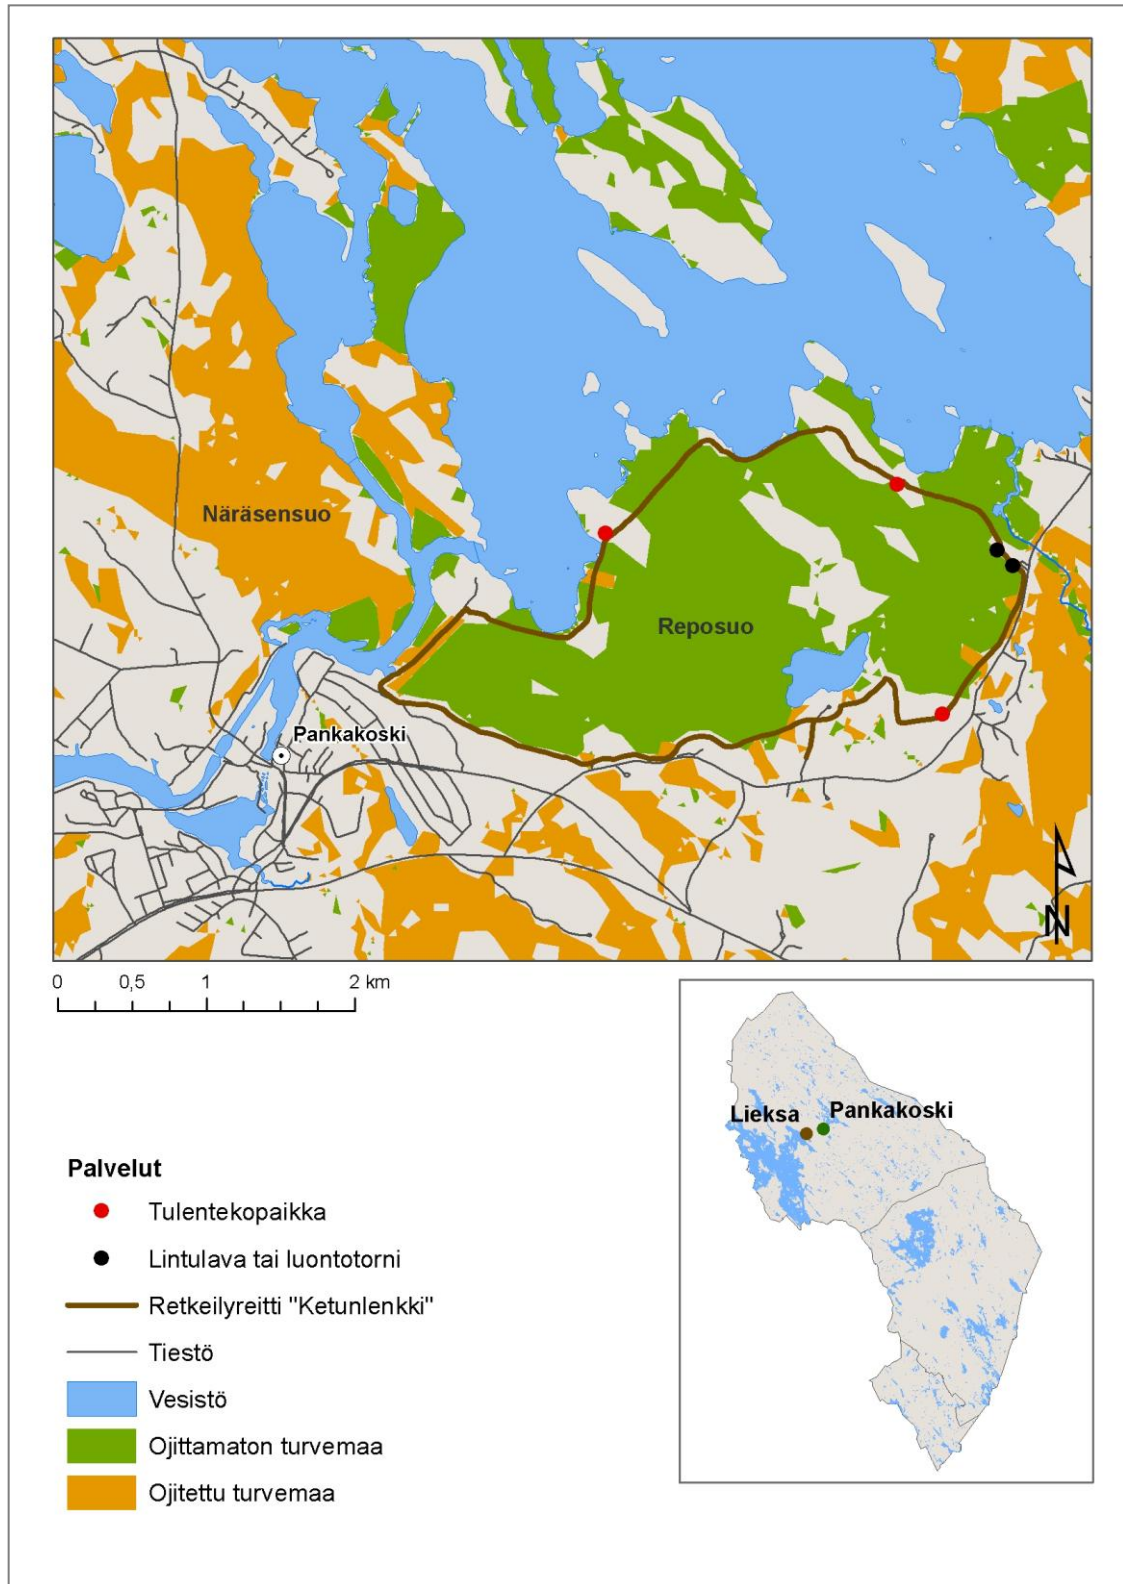 Näräsensuo
Reposuo
Pankakoski
N
0 0,5 1 2 km
Lieksa
Pankakoski
Palvelut
Tulentekopaikka
Lintulava tai luontotorni
Retkeilyreitti "Ketunlenkki"
Tiestö
Vesistö
Ojittamaton turvemaa
Ojitettu turvemaa